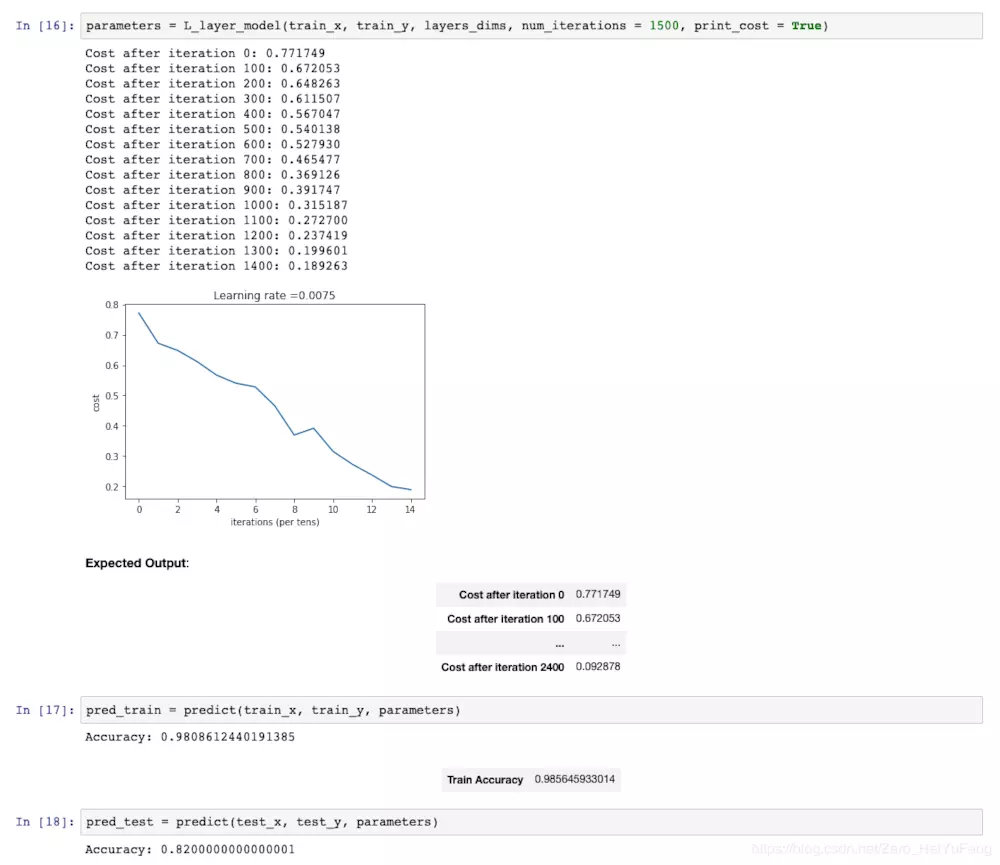 In [16]: parameters = L_layer_model(train_x, train_y, layers_dims, num_iterations = 1500, print_cost = True)
Cost after iteration 0: 0.771749
Cost after iteration 100: 0.672053
Cost after iteration 200: 0.648263
Cost after iteration 300: 0.611507
Cost after iteration 400: 0.567047
Cost after iteration 500: 0.540138
Cost after iteration 600: 0.527930
Cost after iteration 700: 0.465477
Cost after iteration 800: 0.369126
Cost after iteration 900: 0.391747
Cost after iteration 1000: 0.315187
Cost after iteration 1100: 0.272700
Cost after iteration 1200: 0.237419
Cost after iteration 1300: 0.199601
Cost after iteration 1400: 0.189263
Learning rate =0.0075
0.8
0.7
0.6
0.5
0.4
0.3
0.2
cost
0 2 4 6 8 10 12 14
iterations (per tens)
Expected Output:
Cost after iteration 0 0.771749
Cost after iteration 100 0.672053
... ...
Cost after iteration 2400 0.092878
In [17]: pred_train = predict(train_x, train_y, parameters)
Accuracy: 0.9808612440191385
Train Accuracy 0.985645933014
In [18]: pred_test = predict(test_x, test_y, parameters)
Accuracy: 0.8200000000000001